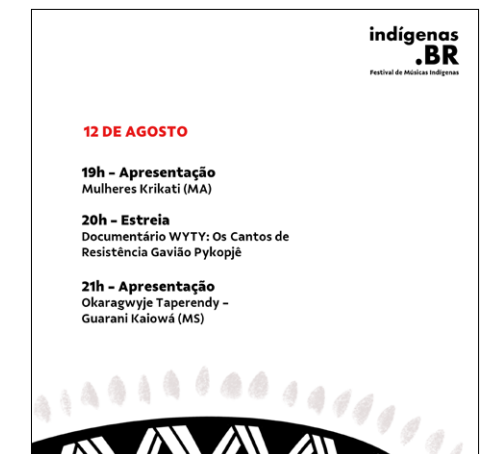 indígenas
.BR
Festival de Músicas Indígenas
12 DE AGOSTO
19h – Apresentação
Mulheres Krikati (MA)
20h – Estreia
Documentário WYTY: Os Cantos de
Resistência Gavião Pykopjê
21h – Apresentação
Okaragwyje Taperendy –
Guarani Kaiowá (MS)